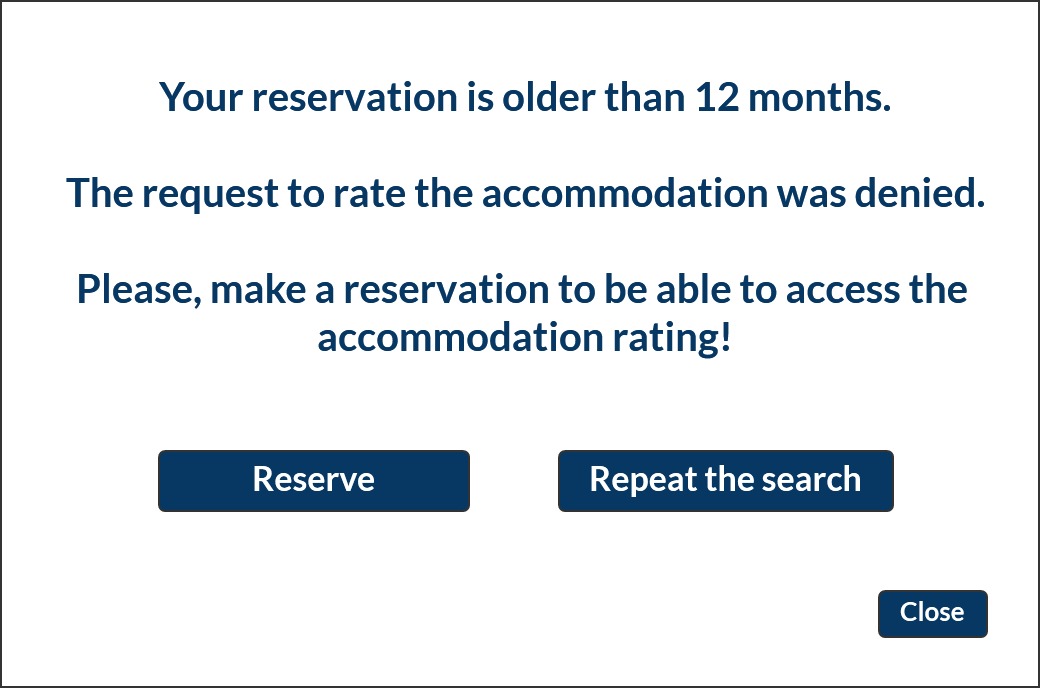 Your reservation is older than 12 months.
The request to rate the accommodation was denied.
Please, make a reservation to be able to access the
accommodation rating!
Reserve
Repeat the search
Close